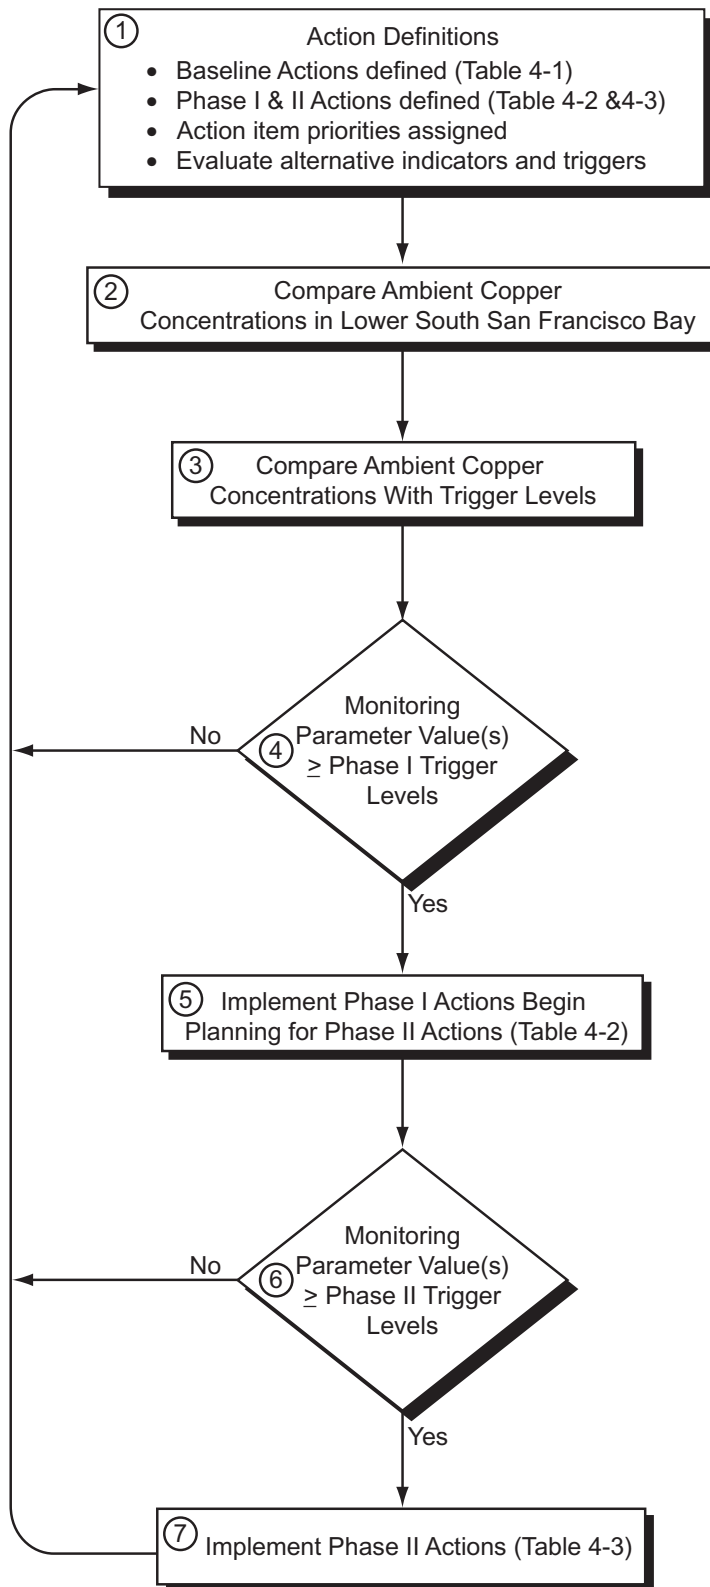 1
Action Definitions
• Baseline Actions defined (Table 4-1)
• Phase I & II Actions defined (Table 4-2 &4-3)
• Action item priorities assigned
• Evaluate alternative indicators and triggers
2
Compare Ambient Copper
Concentrations in Lower South San Francisco Bay
3
Compare Ambient Copper
Concentrations With Trigger Levels
Monitoring
Parameter Value(s)
4
≥ Phase I Trigger
Levels
No
Yes
5
Implement Phase I Actions Begin
Planning for Phase II Actions (Table 4-2)
Monitoring
Parameter Value(s)
6
≥ Phase II Trigger
Levels
No
Yes
7
Implement Phase II Actions (Table 4-3)